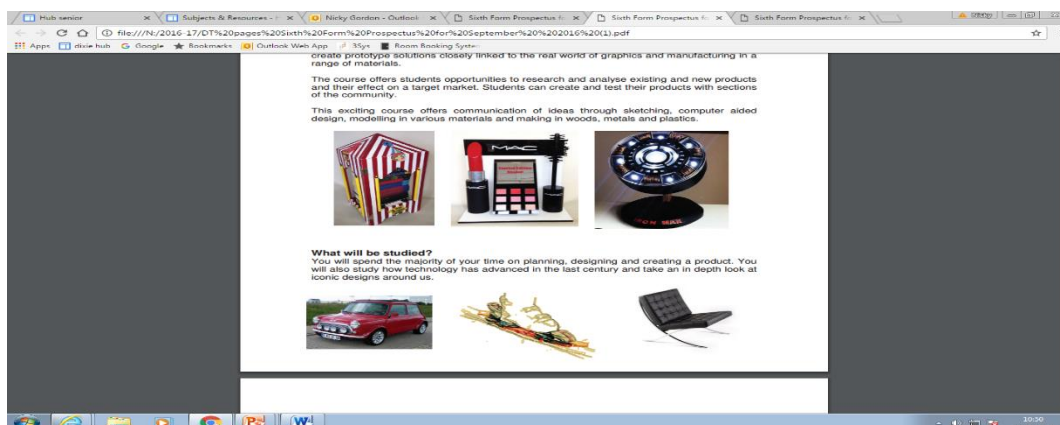 Hub senior
Subjects & Resources -
Nicky Gordon - Outlook
Sixth Form Prospectus fo
Sixth Form Prospectus fo
Sixth Form Prospectus fo
file:///N:/2016-17/DT%20pages%20Sixth%20Form%20Prospectus%20for%20September%20%202016%20(1).pdf
Apps dixie hub Google Bookmarks Outlook Web App 3Sys Room Booking System
create prototype solutions closely linked to the real world of graphics and manufacturing in a
range of materials.
The course offers students opportunities to research and analyse existing and new products
and their effect on a target market. Students can create and test their products with sections
of the community.
This exciting course offers communication of ideas through sketching, computer aided
design, modelling in various materials and making in woods, metals and plastics.
MAC
IRON MAN
What will be studied?
You will spend the majority of your time on planning, designing and creating a product. You
will also study how technology has advanced in the last century and take an in depth look at
iconic designs around us.
10:50